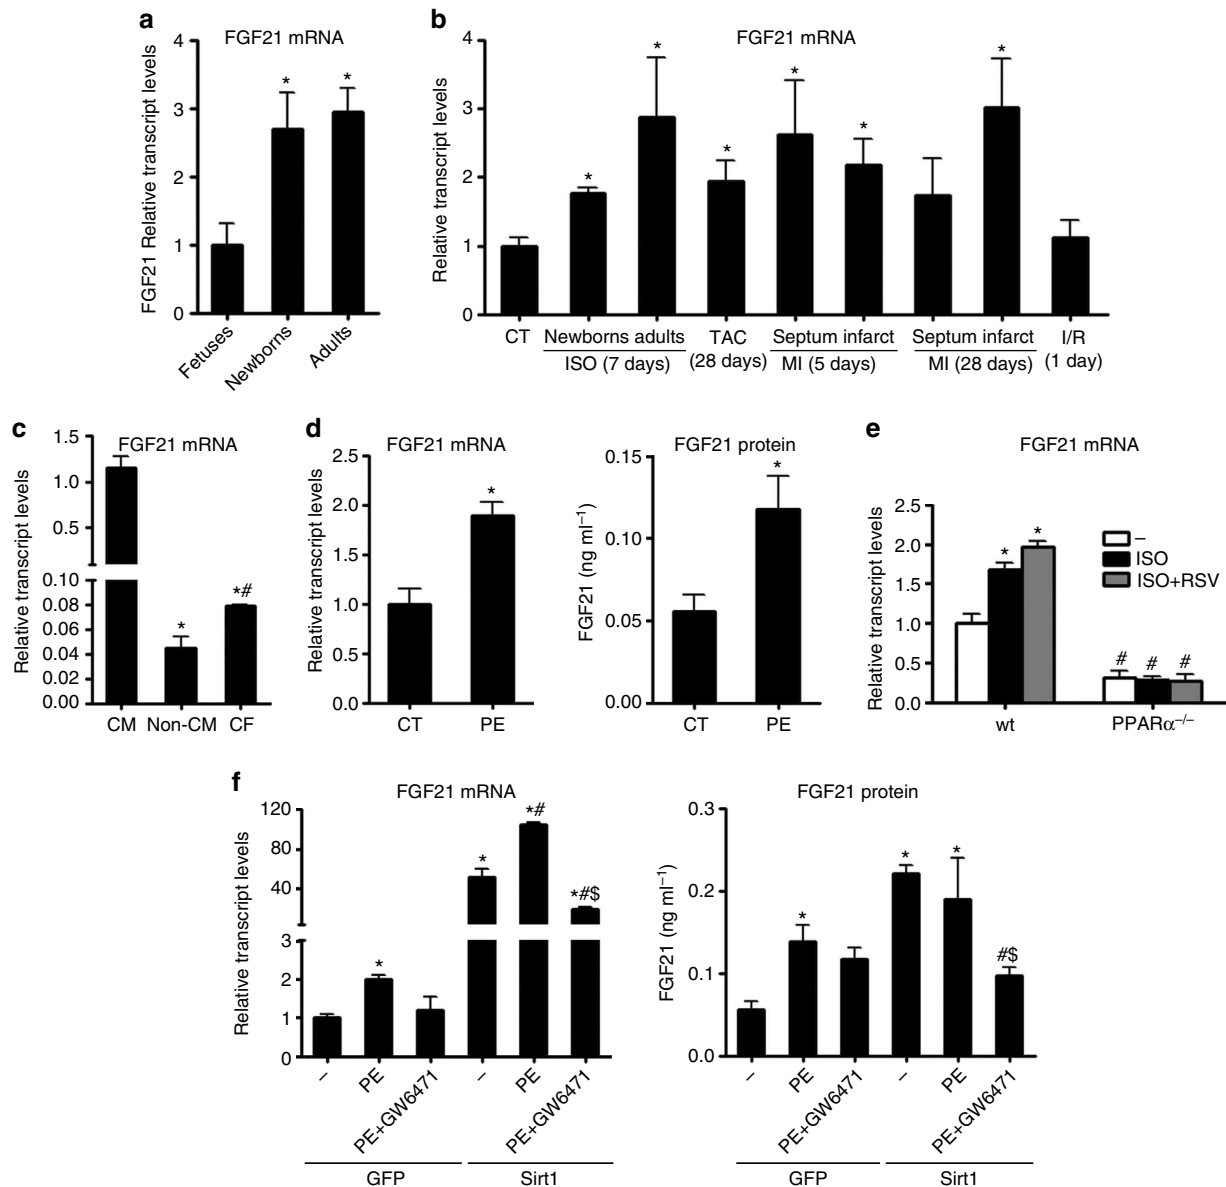 a
FGF21 mRNA
FGF21 Relative transcript levels
4
3
2
1
0
Fetuses
Newborns
Adults
* *
b
FGF21 mRNA
Relative transcript levels
4
3
2
1
0
* * * * * *
CT
Newborns adults
ISO (7 days)
TAC
(28 days)
Septum infarct
MI (5 days)
Septum infarct
MI (28 days)
I/R
(1 day)
c
FGF21 mRNA
Relative transcript levels
1.5
1.0
0.5
0.10
0.08
0.06
0.04
0.02
0.00
* *#
CM Non-CM CF
d
FGF21 mRNA
Relative transcript levels
2.5
2.0
1.5
1.0
0.5
0.0
*
CT PE
FGF21 protein
FGF21 (ng ml⁻¹)
0.15
0.10
0.05
0.00
*
CT PE
e
FGF21 mRNA
Relative transcript levels
2.5
2.0
1.5
1.0
0.5
0.0
* *
# # #
–
ISO
ISO+RSV
wt PPARα⁻/⁻
f
FGF21 mRNA
Relative transcript levels
120
80
40
3
2
1
0
* * *# *#$
–
PE
PE+GW6471
–
PE
PE+GW6471
GFP Sirt1
FGF21 protein
FGF21 (ng ml⁻¹)
0.3
0.2
0.1
0.0
* * * #$
–
PE
PE+GW6471
–
PE
PE+GW6471
GFP Sirt1